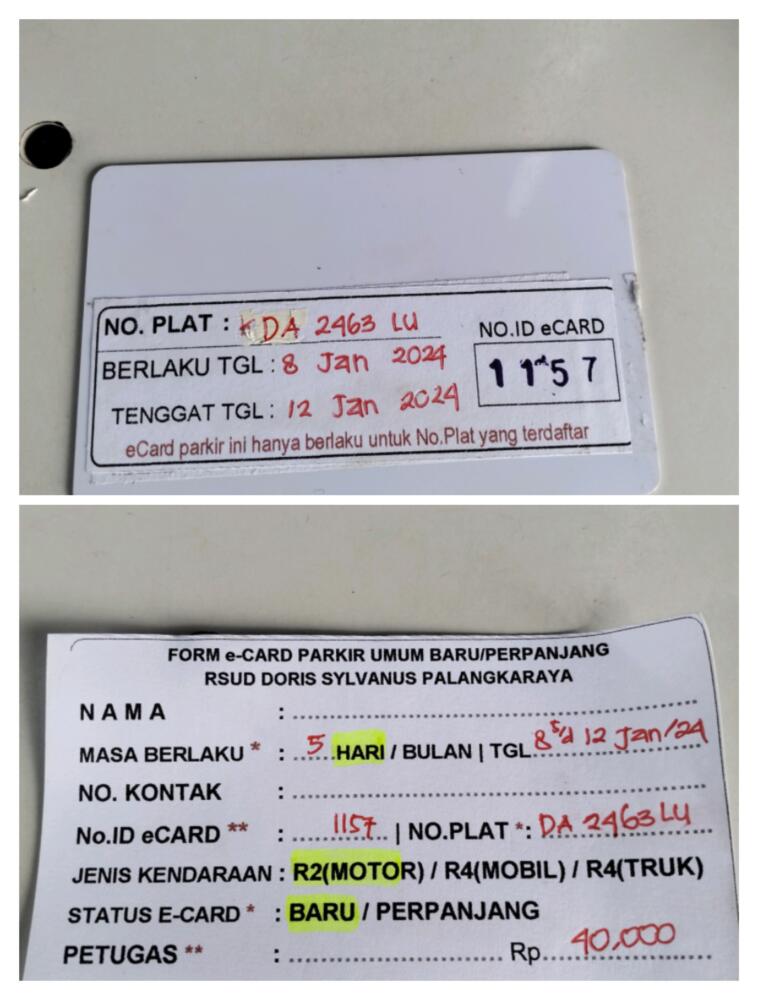 NO. PLAT : DA 2463 LU
NO.ID eCARD
BERLAKU TGL : 8 Jan 2024
1157
TENGGAT TGL : 12 Jan 2024
eCard parkir ini hanya berlaku untuk No.Plat yang terdaftar
FORM e-CARD PARKIR UMUM BARU/PERPANJANG
RSUD DORIS SYLVANUS PALANGKARAYA
NAMA :
MASA BERLAKU * : 5 HARI / BULAN | TGL 8 s/d 12 Jan/24
NO. KONTAK :
No.ID eCARD ** : 1157 | NO.PLAT *: DA 2463 LU
JENIS KENDARAAN : R2(MOTOR) / R4(MOBIL) / R4(TRUK)
STATUS E-CARD * : BARU / PERPANJANG
PETUGAS ** : Rp. 40,000